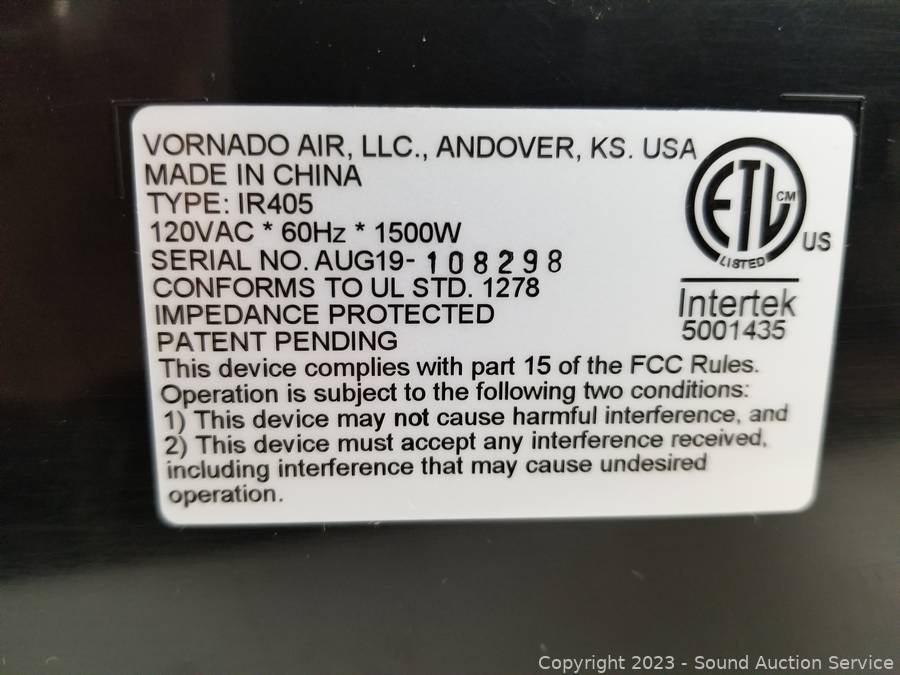 VORNADO AIR, LLC., ANDOVER, KS. USA
MADE IN CHINA
TYPE: IR405
120VAC * 60Hz * 1500W
SERIAL NO. AUG19- 108298
CONFORMS TO UL STD. 1278
IMPEDANCE PROTECTED
PATENT PENDING
This device complies with part 15 of the FCC Rules.
Operation is subject to the following two conditions:
1) This device may not cause harmful interference, and
2) This device must accept any interference received,
including interference that may cause undesired
operation.
ETL CM
LISTED
US
Intertek
5001435
Copyright 2023 - Sound Auction Service